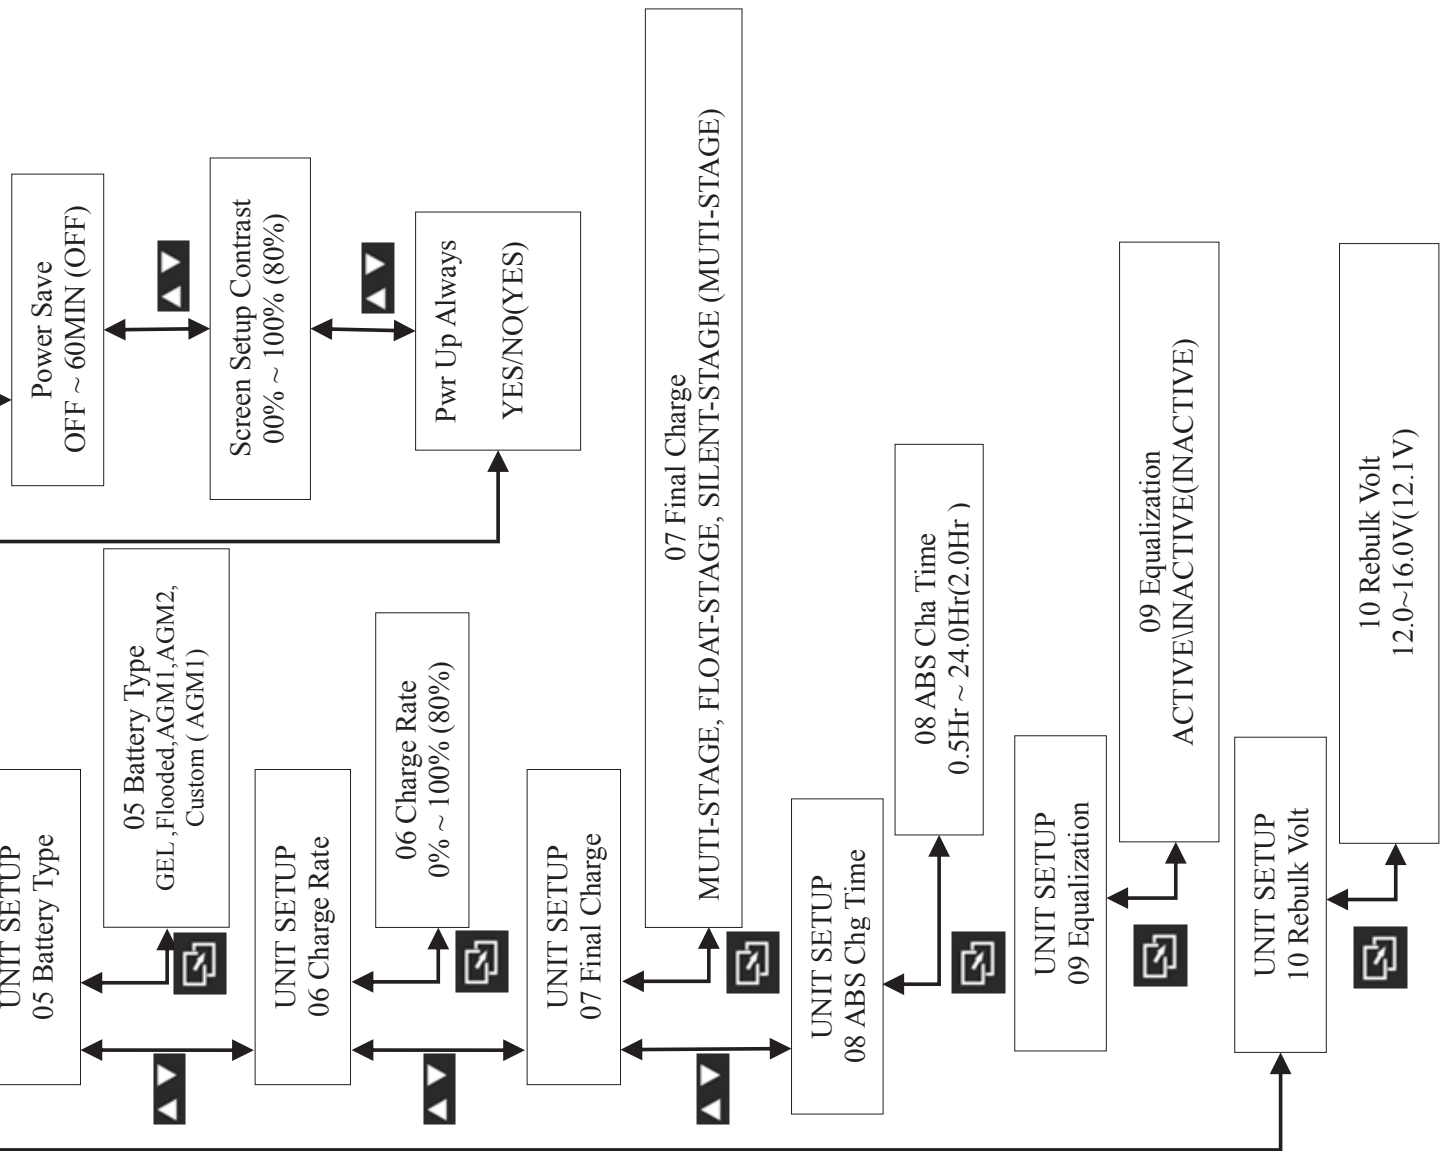 Power Save
OFF ~ 60MIN (OFF)
Screen Setup Contrast
00% ~ 100% (80%)
Pwr Up Always
YES/NO(YES)
UNIT SETUP
05 Battery Type
05 Battery Type
GEL ,Flooded,AGM1,AGM2,
Custom ( AGM1)
UNIT SETUP
06 Charge Rate
06 Charge Rate
0% ~ 100% (80%)
UNIT SETUP
07 Final Charge
07 Final Charge
MUTI-STAGE, FLOAT-STAGE, SILENT-STAGE (MUTI-STAGE)
UNIT SETUP
08 ABS Chg Time
08 ABS Cha Time
0.5Hr ~ 24.0Hr(2.0Hr )
UNIT SETUP
09 Equalization
09 Equalization
ACTIVE\INACTIVE(INACTIVE)
UNIT SETUP
10 Rebulk Volt
10 Rebulk Volt
12.0~16.0V(12.1V)